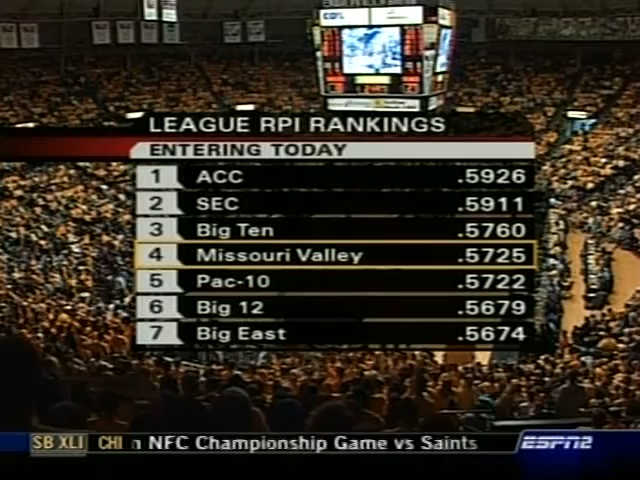 LEAGUE RPI RANKINGS
ENTERING TODAY
1 ACC .5926
2 SEC .5911
3 Big Ten .5760
4 Missouri Valley .5725
5 Pac-10 .5722
6 Big 12 .5679
7 Big East .5674
SB XLI CHI n NFC Championship Game vs Saints ESPN2